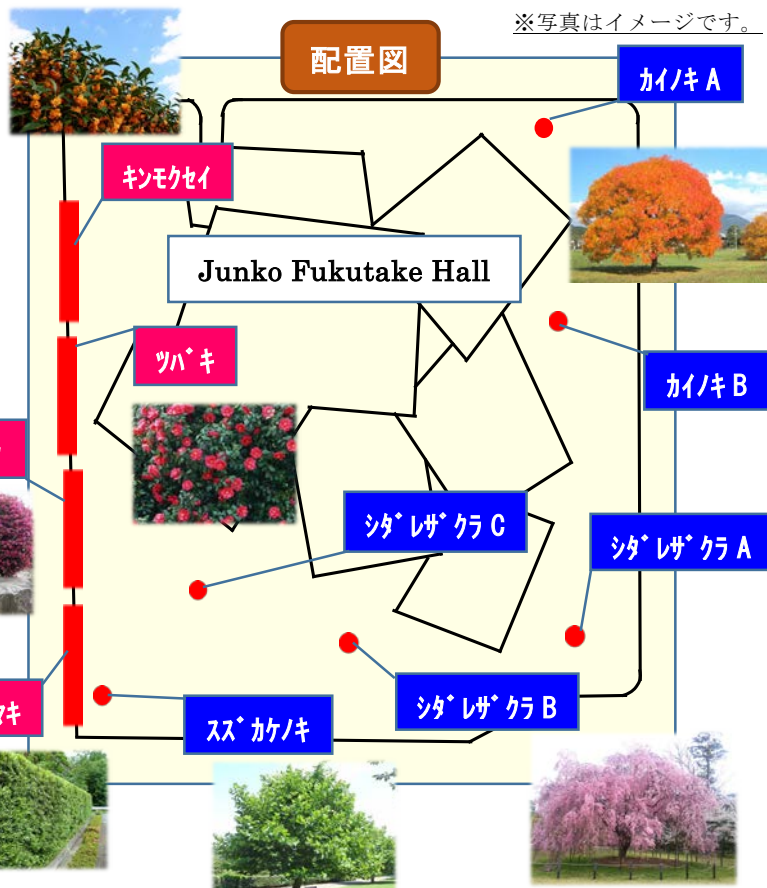 ※写真はイメージです。
配置図
カイノキ A
キンモクセイ
Junko Fukutake Hall
ツバキ
カイノキ B
シダレザクラ C
シダレザクラ A
シダレザクラ B
スズカケノキ